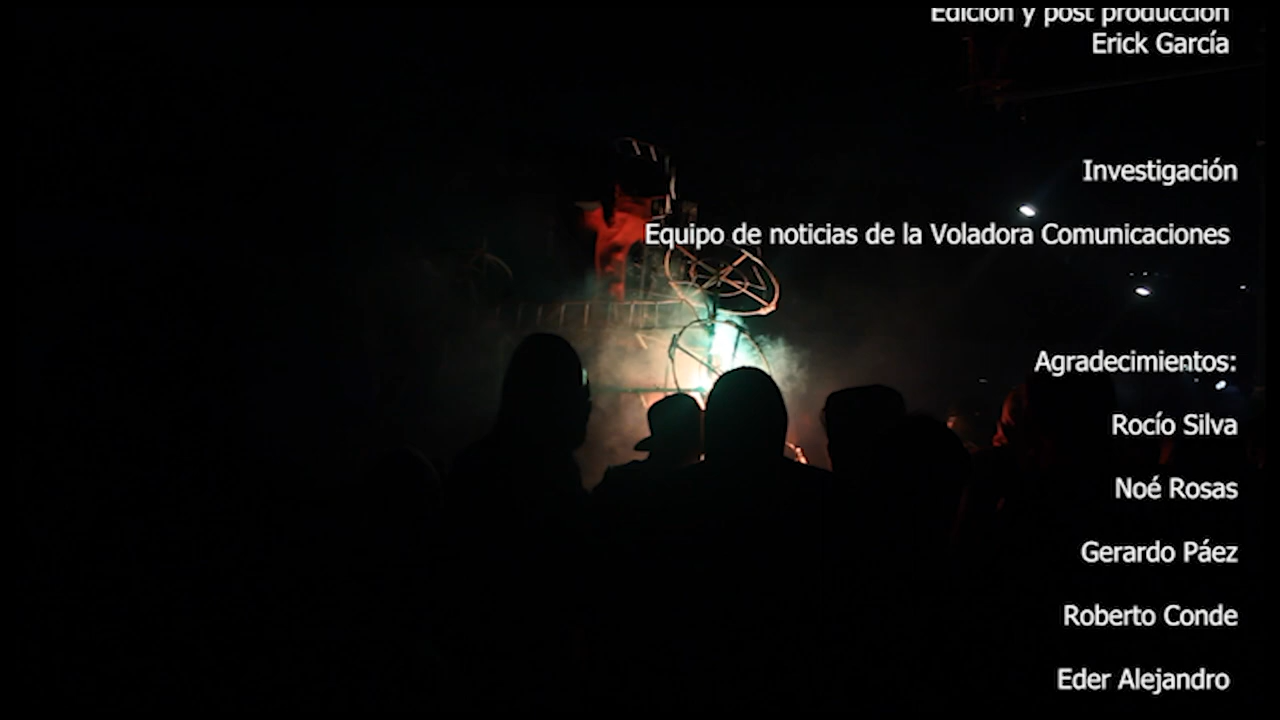 Edición y post producción
Erick García
Investigación
Equipo de noticias de la Voladora Comunicaciones
Agradecimientos:
Rocío Silva
Noé Rosas
Gerardo Páez
Roberto Conde
Eder Alejandro